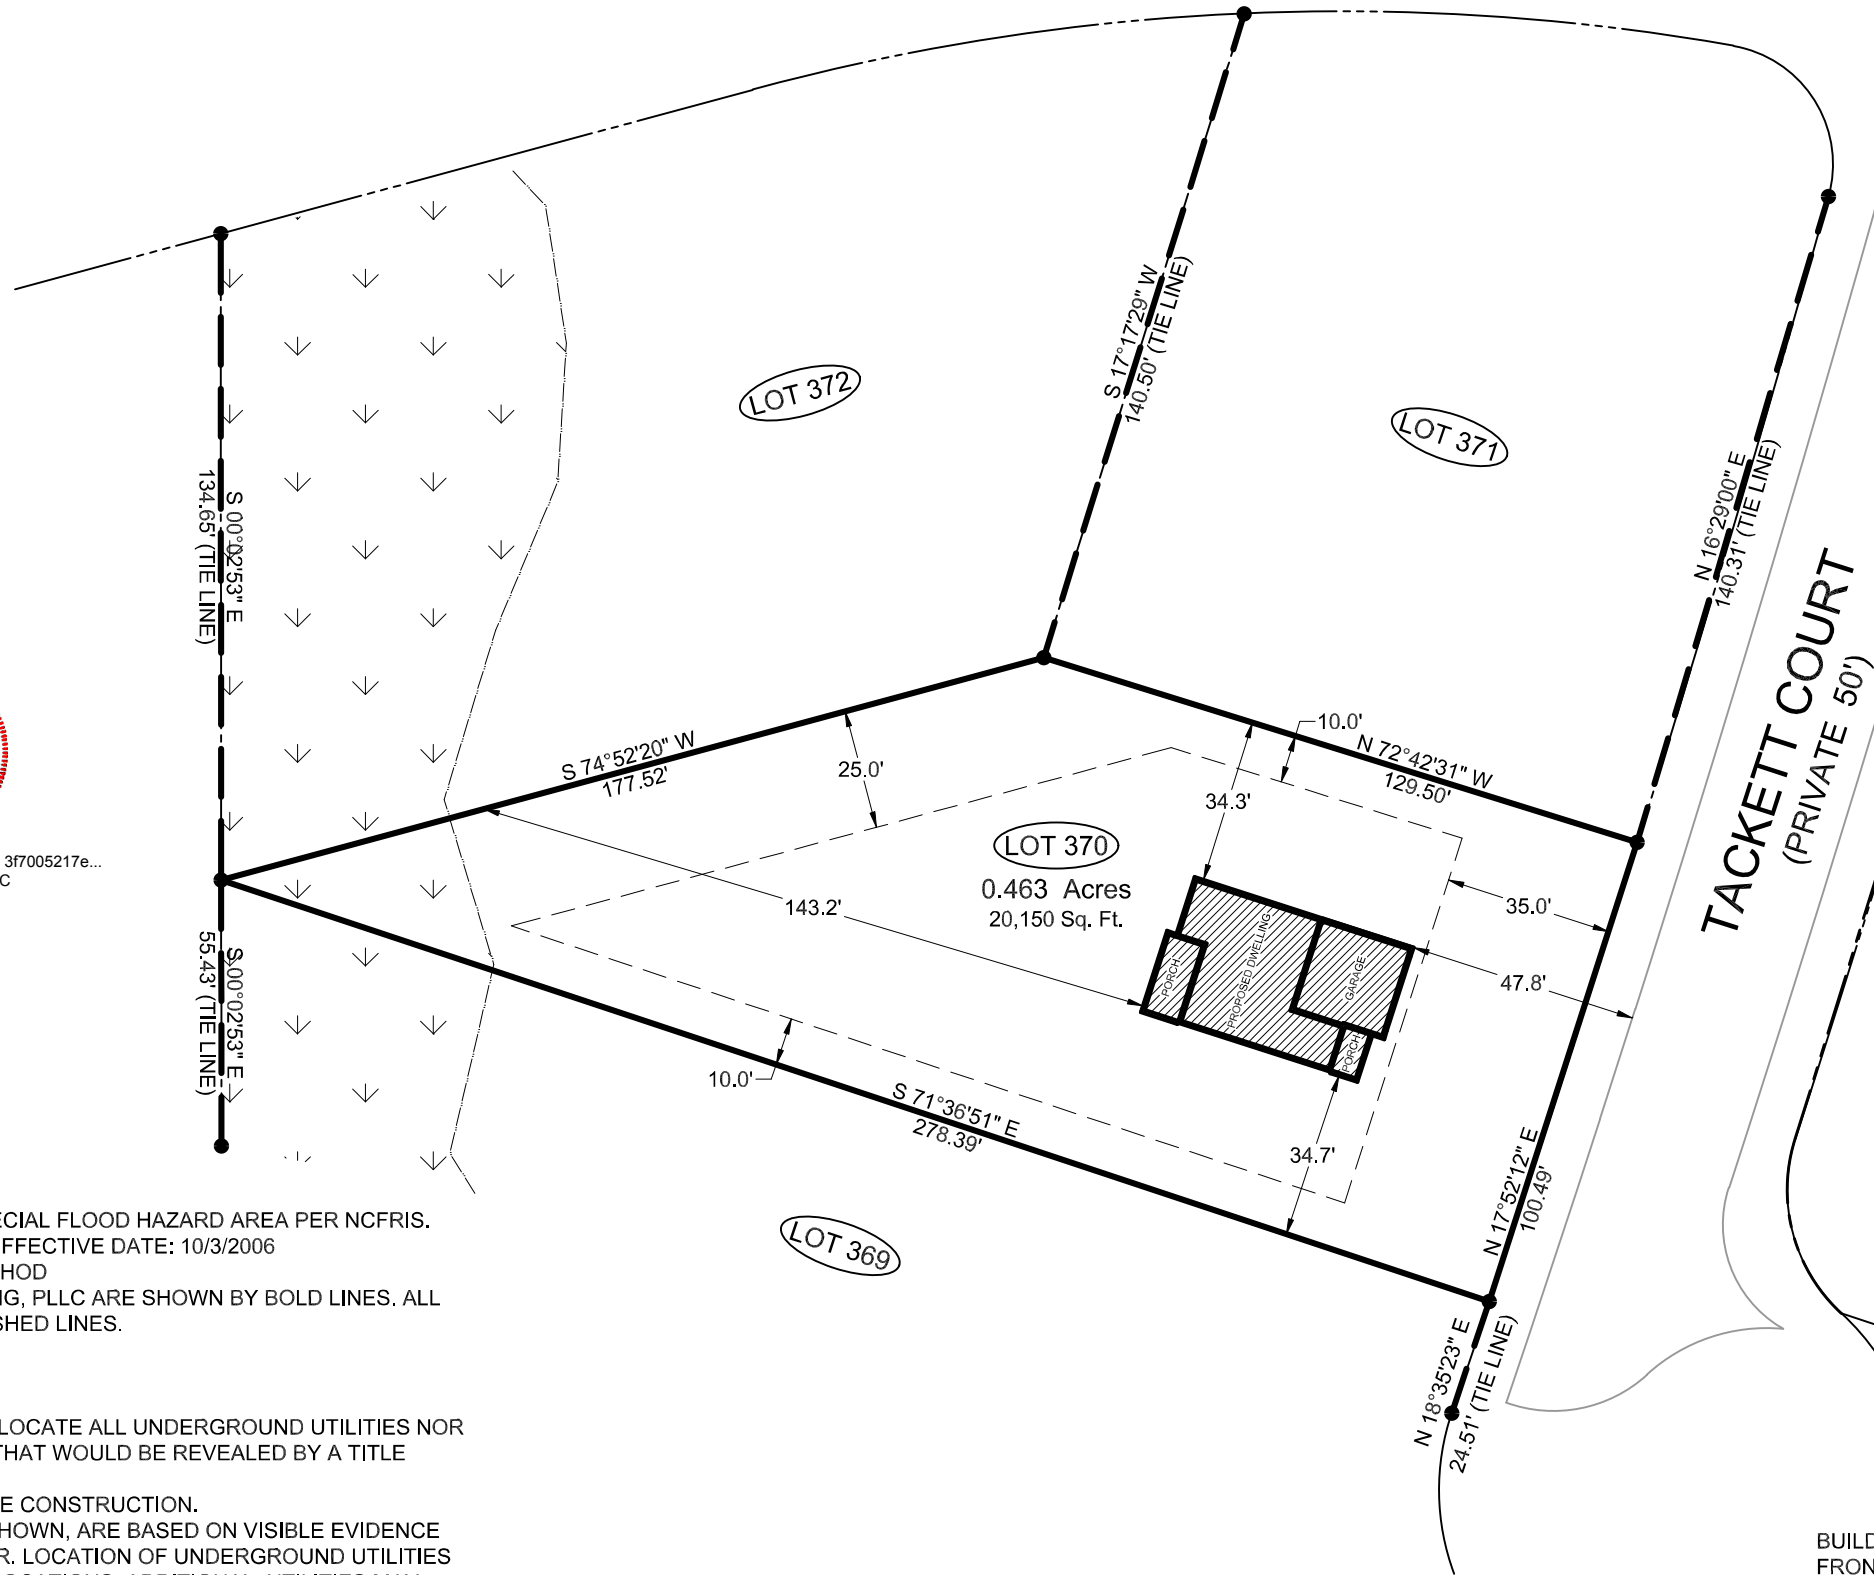 LOT 372
LOT 371
S 17°17'29" W
140.50' (TIE LINE)
N 16°29'00" E
140.31' (TIE LINE)
TACKETT COURT
(PRIVATE 50')
S 00°02'53" E
134.65' (TIE LINE)
S 74°52'20" W
177.52'
25.0'
10.0'
N 72°42'31" W
129.50'
34.3'
LOT 370
0.463 Acres
20,150 Sq. Ft.
143.2'
35.0'
47.8'
PORCH
PROPOSED DWELLING
GARAGE
PORCH
3f7005217e...
C
S 00°02'53" E
55.43' (TIE LINE)
10.0'
S 71°36'51" E
278.39'
34.7'
N 17°52'12" E
100.49'
LOT 369
N 18°35'23" E
24.51' (TIE LINE)
ECIAL FLOOD HAZARD AREA PER NCFRIS.
FFECTIVE DATE: 10/3/2006
HOD
NG, PLLC ARE SHOWN BY BOLD LINES. ALL
SHED LINES.
LOCATE ALL UNDERGROUND UTILITIES NOR
THAT WOULD BE REVEALED BY A TITLE
E CONSTRUCTION.
HOWN, ARE BASED ON VISIBLE EVIDENCE
R. LOCATION OF UNDERGROUND UTILITIES
BUILD
FRON